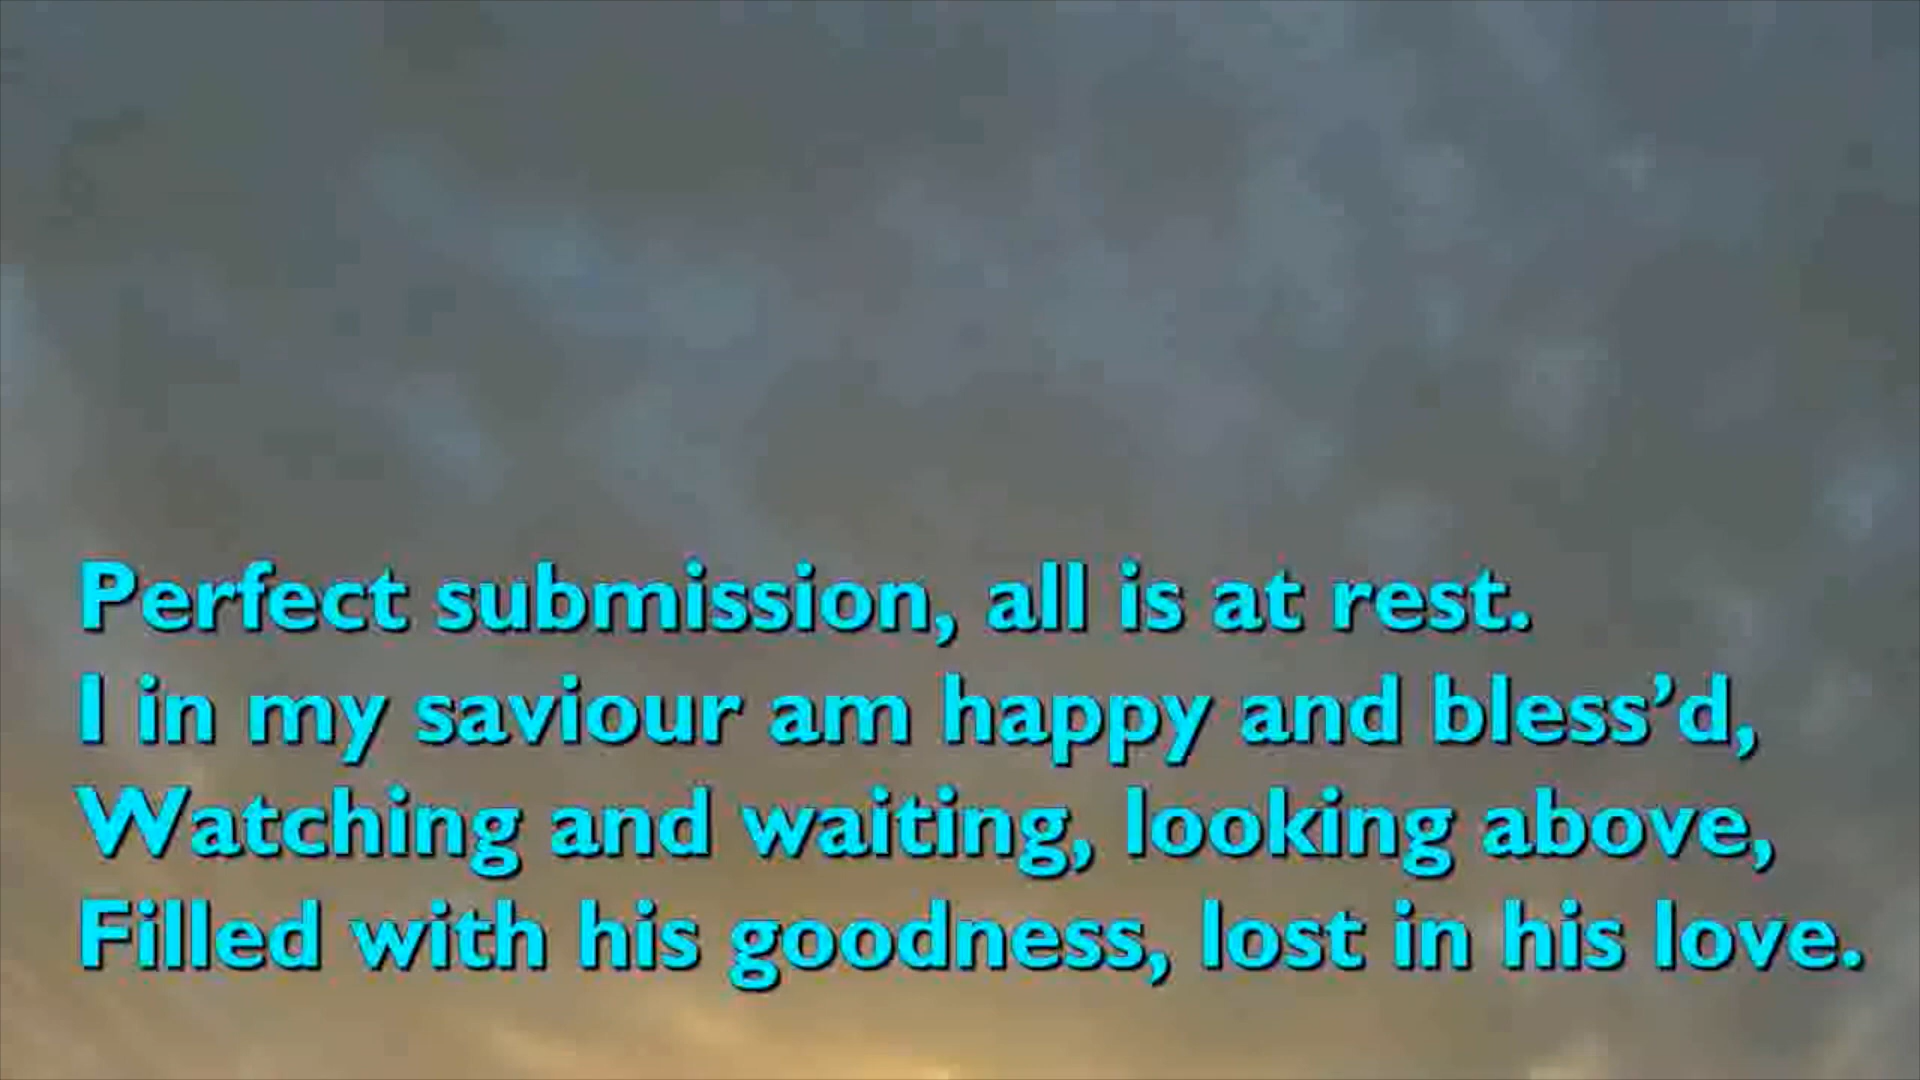 Perfect submission, all is at rest.
I in my saviour am happy and bless’d,
Watching and waiting, looking above,
Filled with his goodness, lost in his love.